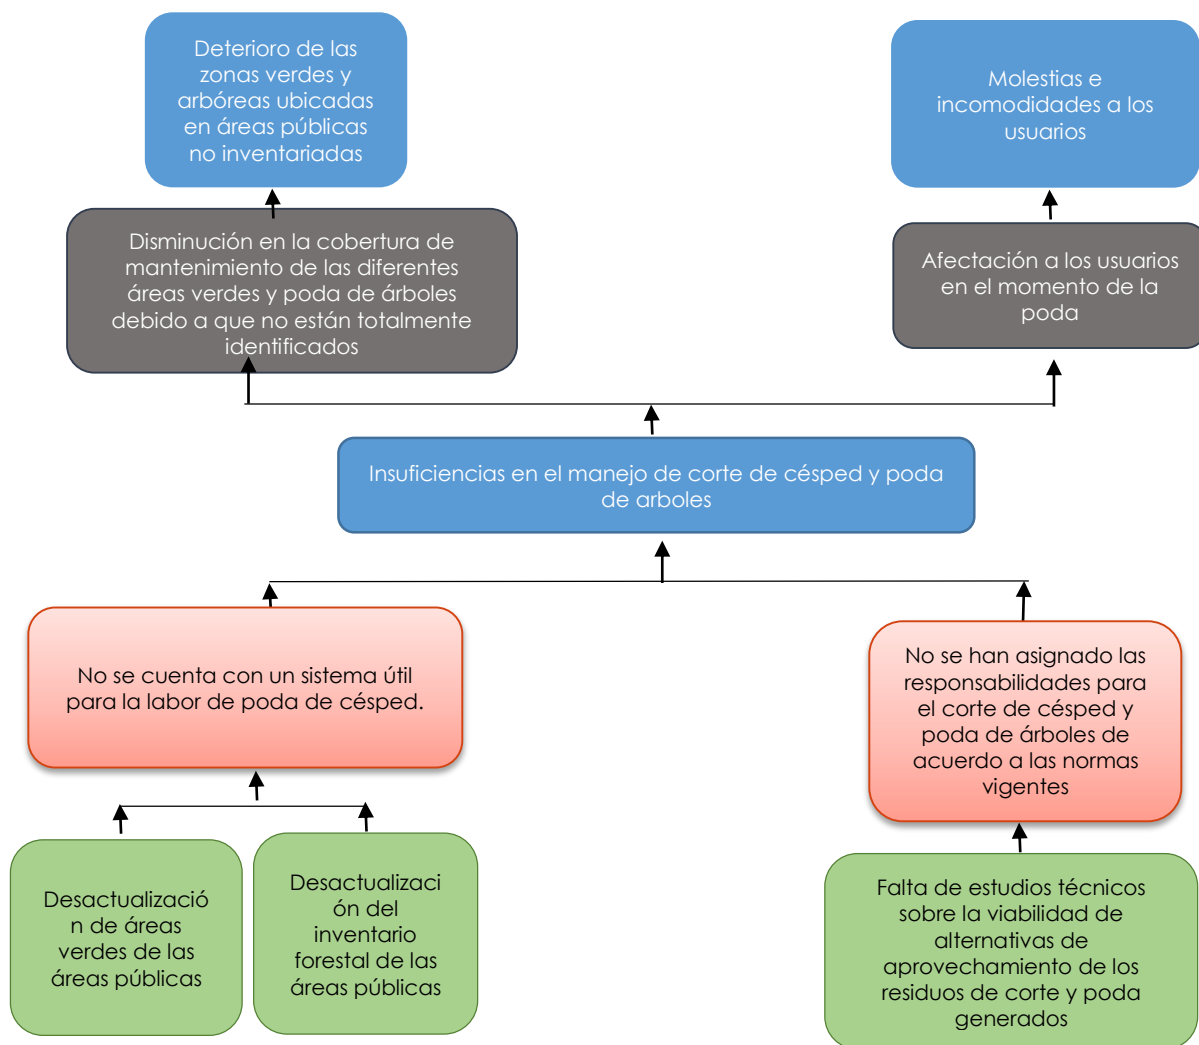 Deterioro de las
zonas verdes y
arbóreas ubicadas
en áreas públicas
no inventariadas
Molestias e
incomodidades a los
usuarios
Disminución en la cobertura de
mantenimiento de las diferentes
áreas verdes y poda de árboles
debido a que no están totalmente
identificados
Afectación a los usuarios
en el momento de la
poda
Insuficiencias en el manejo de corte de césped y poda
de arboles
No se cuenta con un sistema útil
para la labor de poda de césped.
No se han asignado las
responsabilidades para
el corte de césped y
poda de árboles de
acuerdo a las normas
vigentes
Desactualizació
n de áreas
verdes de las
áreas públicas
Desactualizaci
ón del
inventario
forestal de las
áreas públicas
Falta de estudios técnicos
sobre la viabilidad de
alternativas de
aprovechamiento de los
residuos de corte y poda
generados